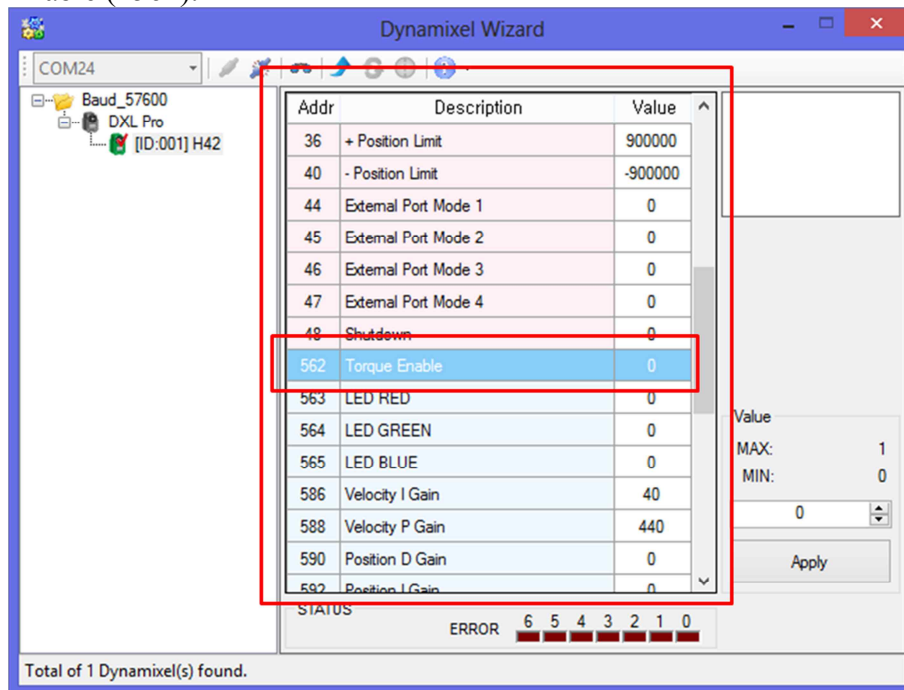 Dynamixel Wizard
COM24
Baud_57600
DXL Pro
[ID:001] H42
Addr Description Value
36 + Position Limit 900000
40 - Position Limit -900000
44 External Port Mode 1 0
45 External Port Mode 2 0
46 External Port Mode 3 0
47 External Port Mode 4 0
48 Shutdown 0
562 Torque Enable 0
563 LED RED 0
564 LED GREEN 0
565 LED BLUE 0
586 Velocity I Gain 40
588 Velocity P Gain 440
590 Position D Gain 0
592 Position I Gain 0
Value
MAX: 1
MIN: 0
0
Apply
STATUS
ERROR 6 5 4 3 2 1 0
Total of 1 Dynamixel(s) found.